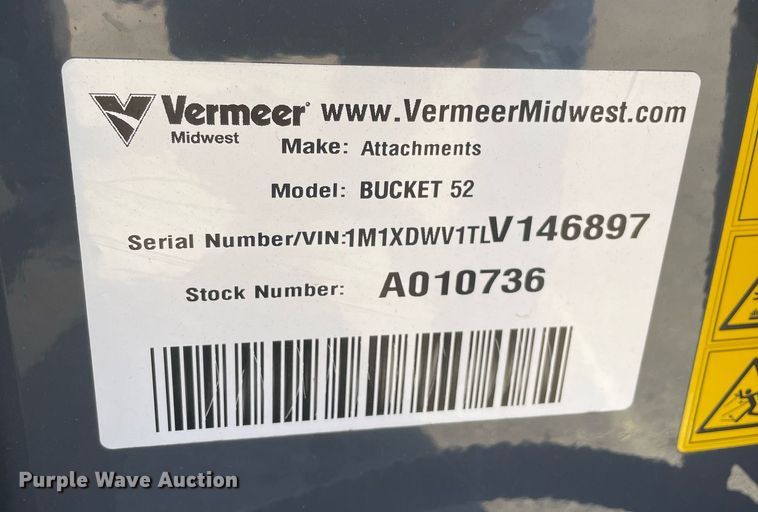 Vermeer® www.VermeerMidwest.com
Midwest
Make: Attachments
Model: BUCKET 52
Serial Number/VIN:1M1XDWV1TLV146897
Stock Number: A010736
Purple Wave Auction